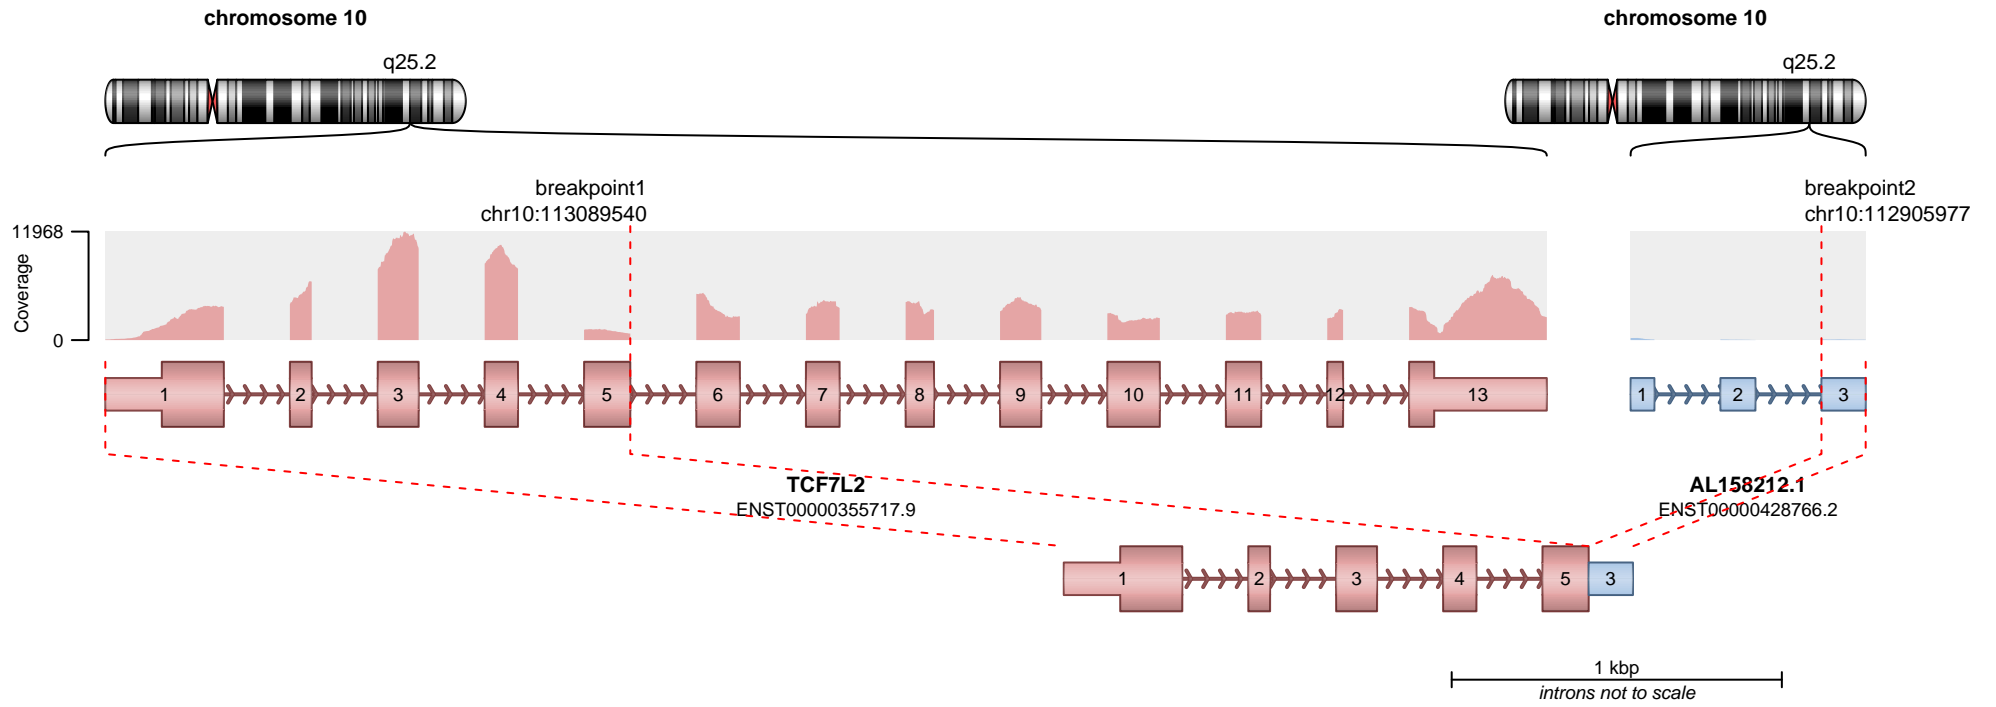 chromosome 10
chromosome 10
q25.2
q25.2
breakpoint1
chr10:113089540
breakpoint2
chr10:112905977
11968
Coverage
0
1 2 3 4 5 6 7 8 9 10 11 12 13
1 2 3
TCF7L2
ENST00000355717.9
AL158212.1
ENST00000428766.2
1 2 3 4 5 3
1 kbp
introns not to scale